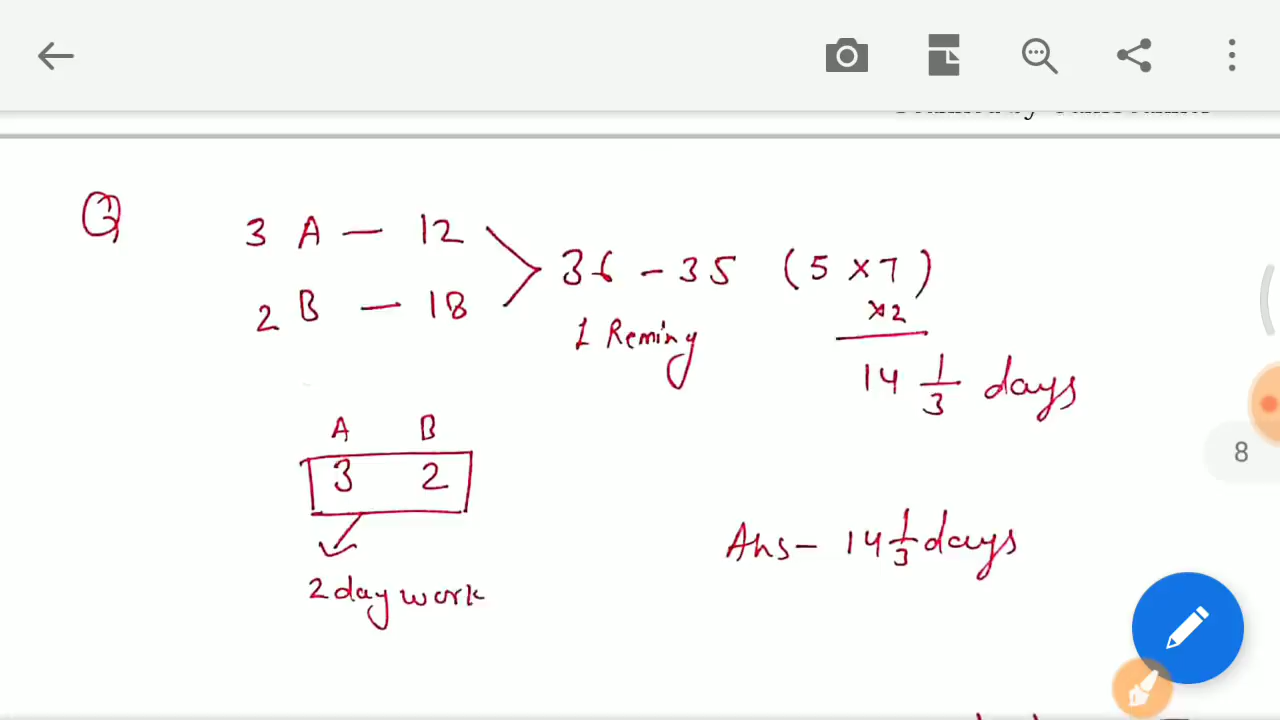 Q
3 A — 12
2 B — 18
36 - 35 (5 × 7)
1 Reming
×2
14 1/3 days
A B
3 2
2 day work
Ans - 14 1/3 days
8